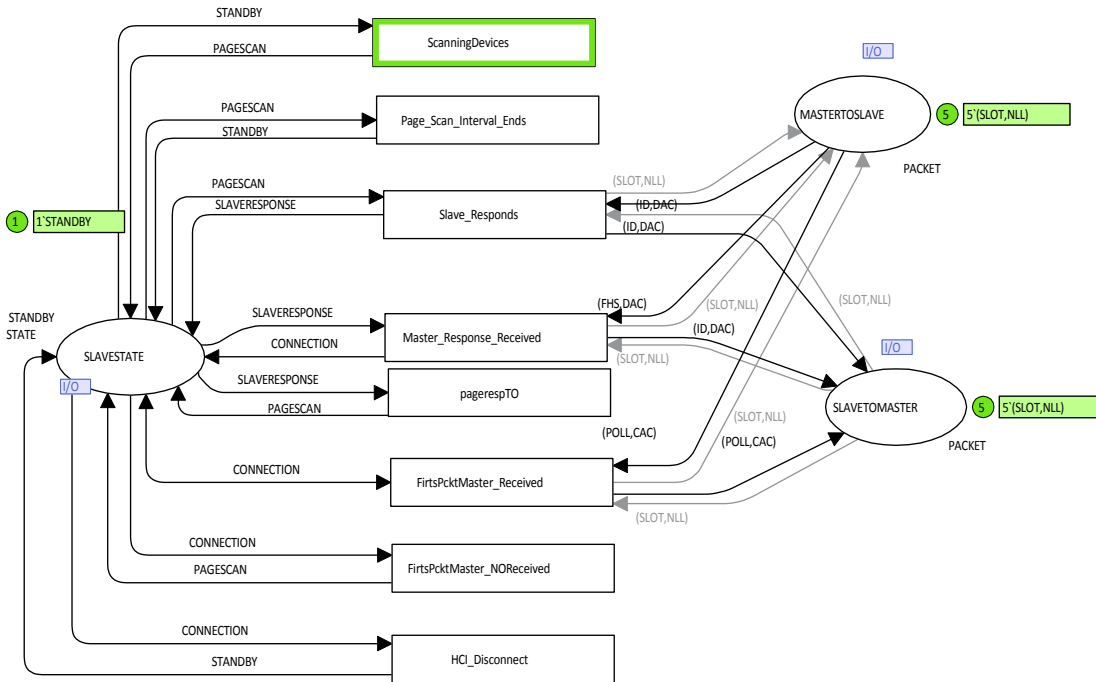 STANDBY
ScanningDevices
PAGESCAN
I/O
PAGESCAN
Page_Scan_Interval_Ends
STANDBY
MASTERTOSLAVE
5
5`(SLOT,NLL)
PACKET
PAGESCAN
(SLOT,NLL)
SLAVERESPONSE
Slave_Responds
(ID,DAC)
(ID,DAC)
1
1`STANDBY
(SLOT,NLL)
STANDBY
STATE
SLAVERESPONSE
(FHS,DAC)
(SLOT,NLL)
Master_Response_Received
(ID,DAC)
CONNECTION
(SLOT,NLL)
I/O
SLAVESTATE
I/O
SLAVERESPONSE
pagerespTO
PAGESCAN
SLAVETOMASTER
5
5`(SLOT,NLL)
PACKET
(SLOT,NLL)
(POLL,CAC)
(POLL,CAC)
CONNECTION
FirtsPcktMaster_Received
(SLOT,NLL)
CONNECTION
FirtsPcktMaster_NOReceived
PAGESCAN
CONNECTION
HCI_Disconnect
STANDBY